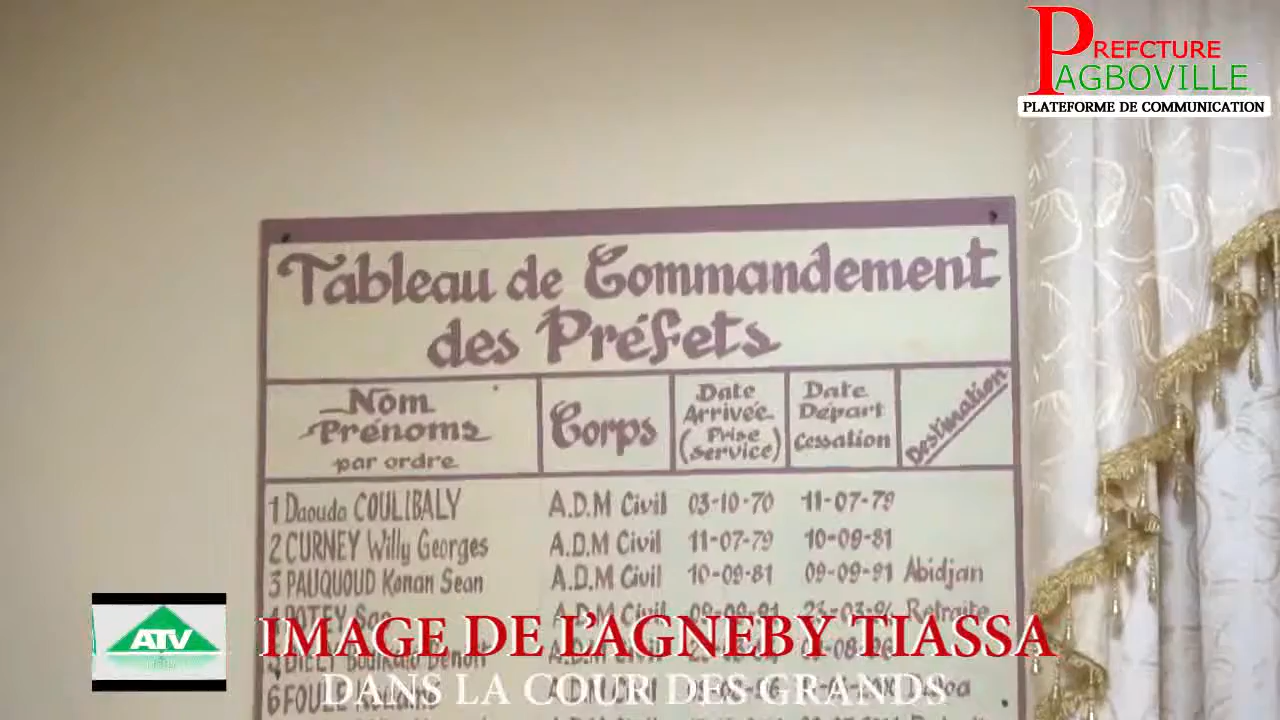 PREFCTURE
AGBOVILLE
PLATEFORME DE COMMUNICATION
Tableau de Commandement
des Préfets
Nom Prénoms par ordre
Corps
Date Arrivée (Prise service)
Date Départ Cessation
Destination
1 Daouda COULIBALY A.D.M Civil 03-10-70 11-07-79
2 CURNEY Willy Georges A.D.M Civil 11-07-79 10-09-81
3 PAUQUOUD Konan Sean A.D.M Civil 10-09-81 09-09-91 Abidjan
A.D.M Civil Retraite
ATV
IMAGE DE L'AGNEBY TIASSA
6 FOULE
DANS LA COUR DES GRANDS